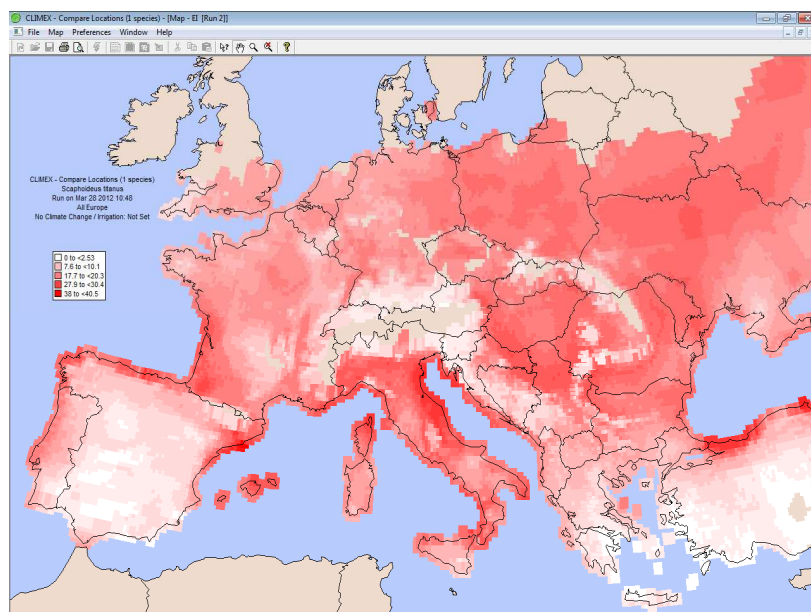 CLIMEX - Compare Locations (1 species) - [Map - EI [Run 2]]
File Map Preferences Window Help
CLIMEX - Compare Locations (1 species)
Scaphoideus titanus
Run on Mar 28 2012 10:48
All Europe
No Climate Change / Irrigation: Not Set
0 to <2.53
7.6 to <10.1
17.7 to <20.3
27.9 to <30.4
38 to <40.5